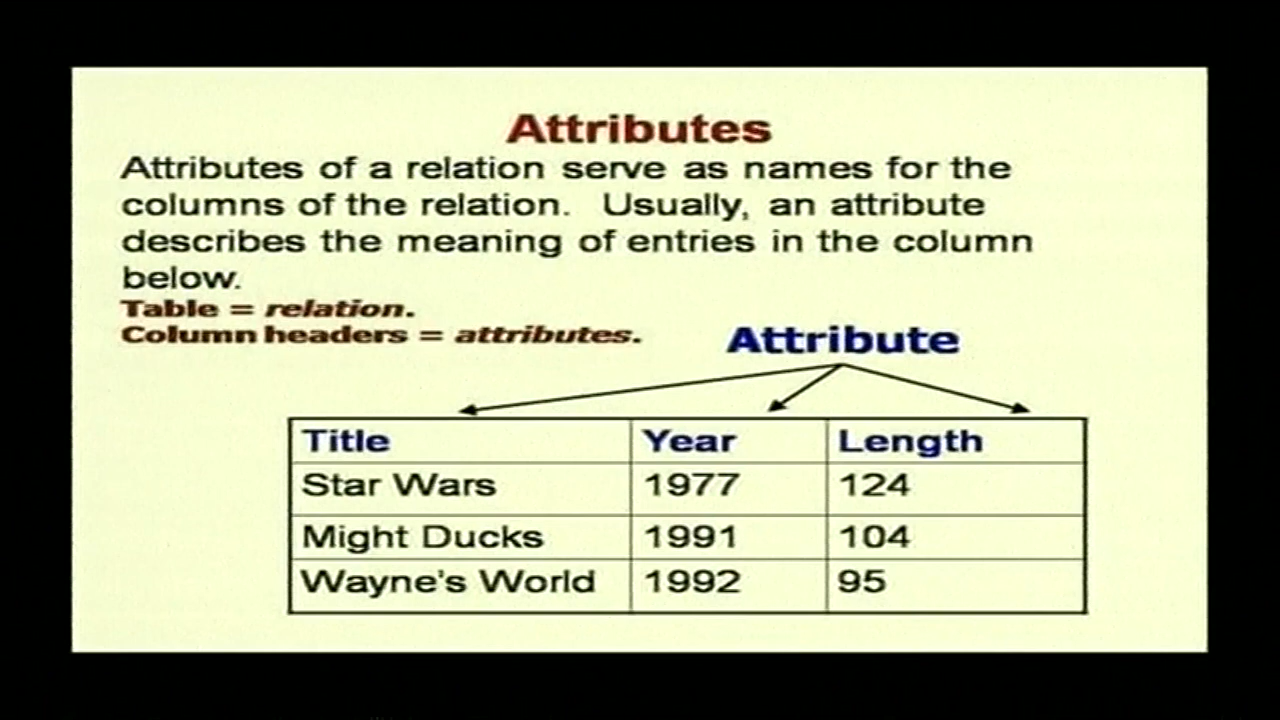 Attributes
Attributes of a relation serve as names for the
columns of the relation. Usually, an attribute
describes the meaning of entries in the column
below.
Table = relation.
Column headers = attributes.
Attribute
Title Year Length
Star Wars 1977 124
Might Ducks 1991 104
Wayne's World 1992 95